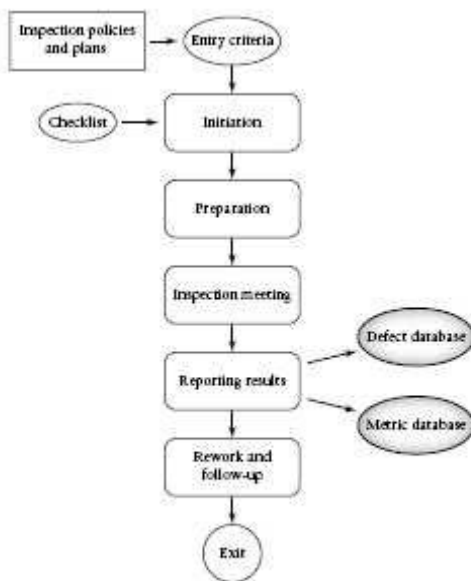 Inspection policies
and plans
Entry criteria
Checklist
Initiation
Preparation
Inspection meeting
Defect database
Reporting results
Metric database
Rework and
follow-up
Exit